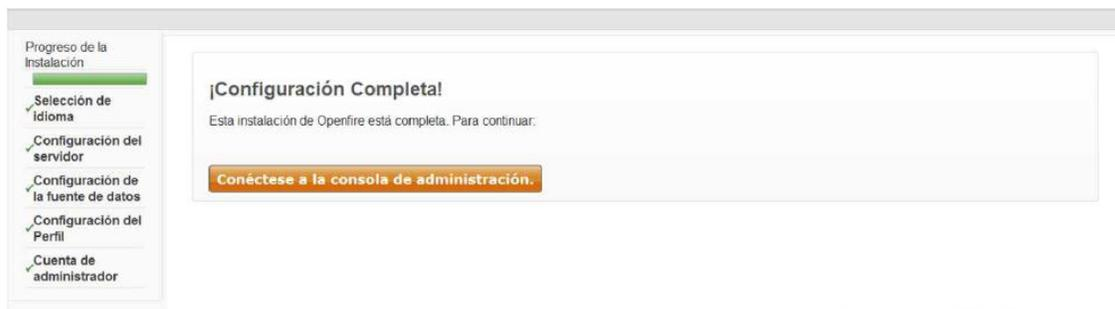 Progreso de la
Instalación
Selección de
idioma
Configuración del
servidor
Configuración de
la fuente de datos
Configuración del
Perfil
Cuenta de
administrador
¡Configuración Completa!
Esta instalación de Openfire está completa. Para continuar:
Conéctese a la consola de administración.